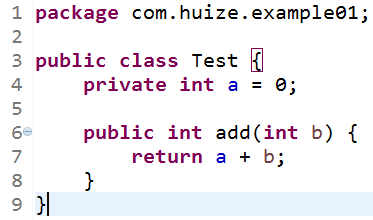 1 package com.huize.example01;
2
3 public class Test {
4     private int a = 0;
5
6     public int add(int b) {
7         return a + b;
8     }
9 }